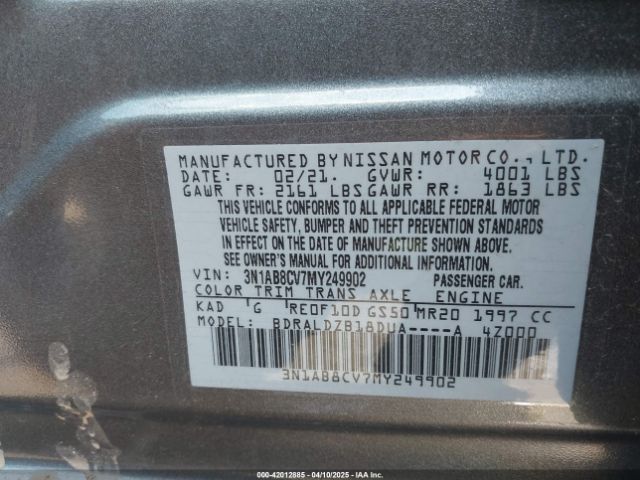 MANUFACTURED BY NISSAN MOTOR CO., LTD.
DATE: 02/21. GVWR: 4001 LBS
GAWR FR: 2161 LBS GAWR RR: 1863 LBS
THIS VEHICLE CONFORMS TO ALL APPLICABLE FEDERAL MOTOR
VEHICLE SAFETY, BUMPER AND THEFT PREVENTION STANDARDS
IN EFFECT ON THE DATE OF MANUFACTURE SHOWN ABOVE.
SEE OWNER'S MANUAL FOR ADDITIONAL INFORMATION.
VIN: 3N1AB8CV7MY249902 PASSENGER CAR.
COLOR TRIM TRANS AXLE ENGINE
KAD G RE0F10D GS50 MR20 1997 CC
MODEL: BDRALDZB18DUA----A 4Z000
3N1AB8CV7MY249902
000-42012885 - 04/10/2025 - IAA Inc.